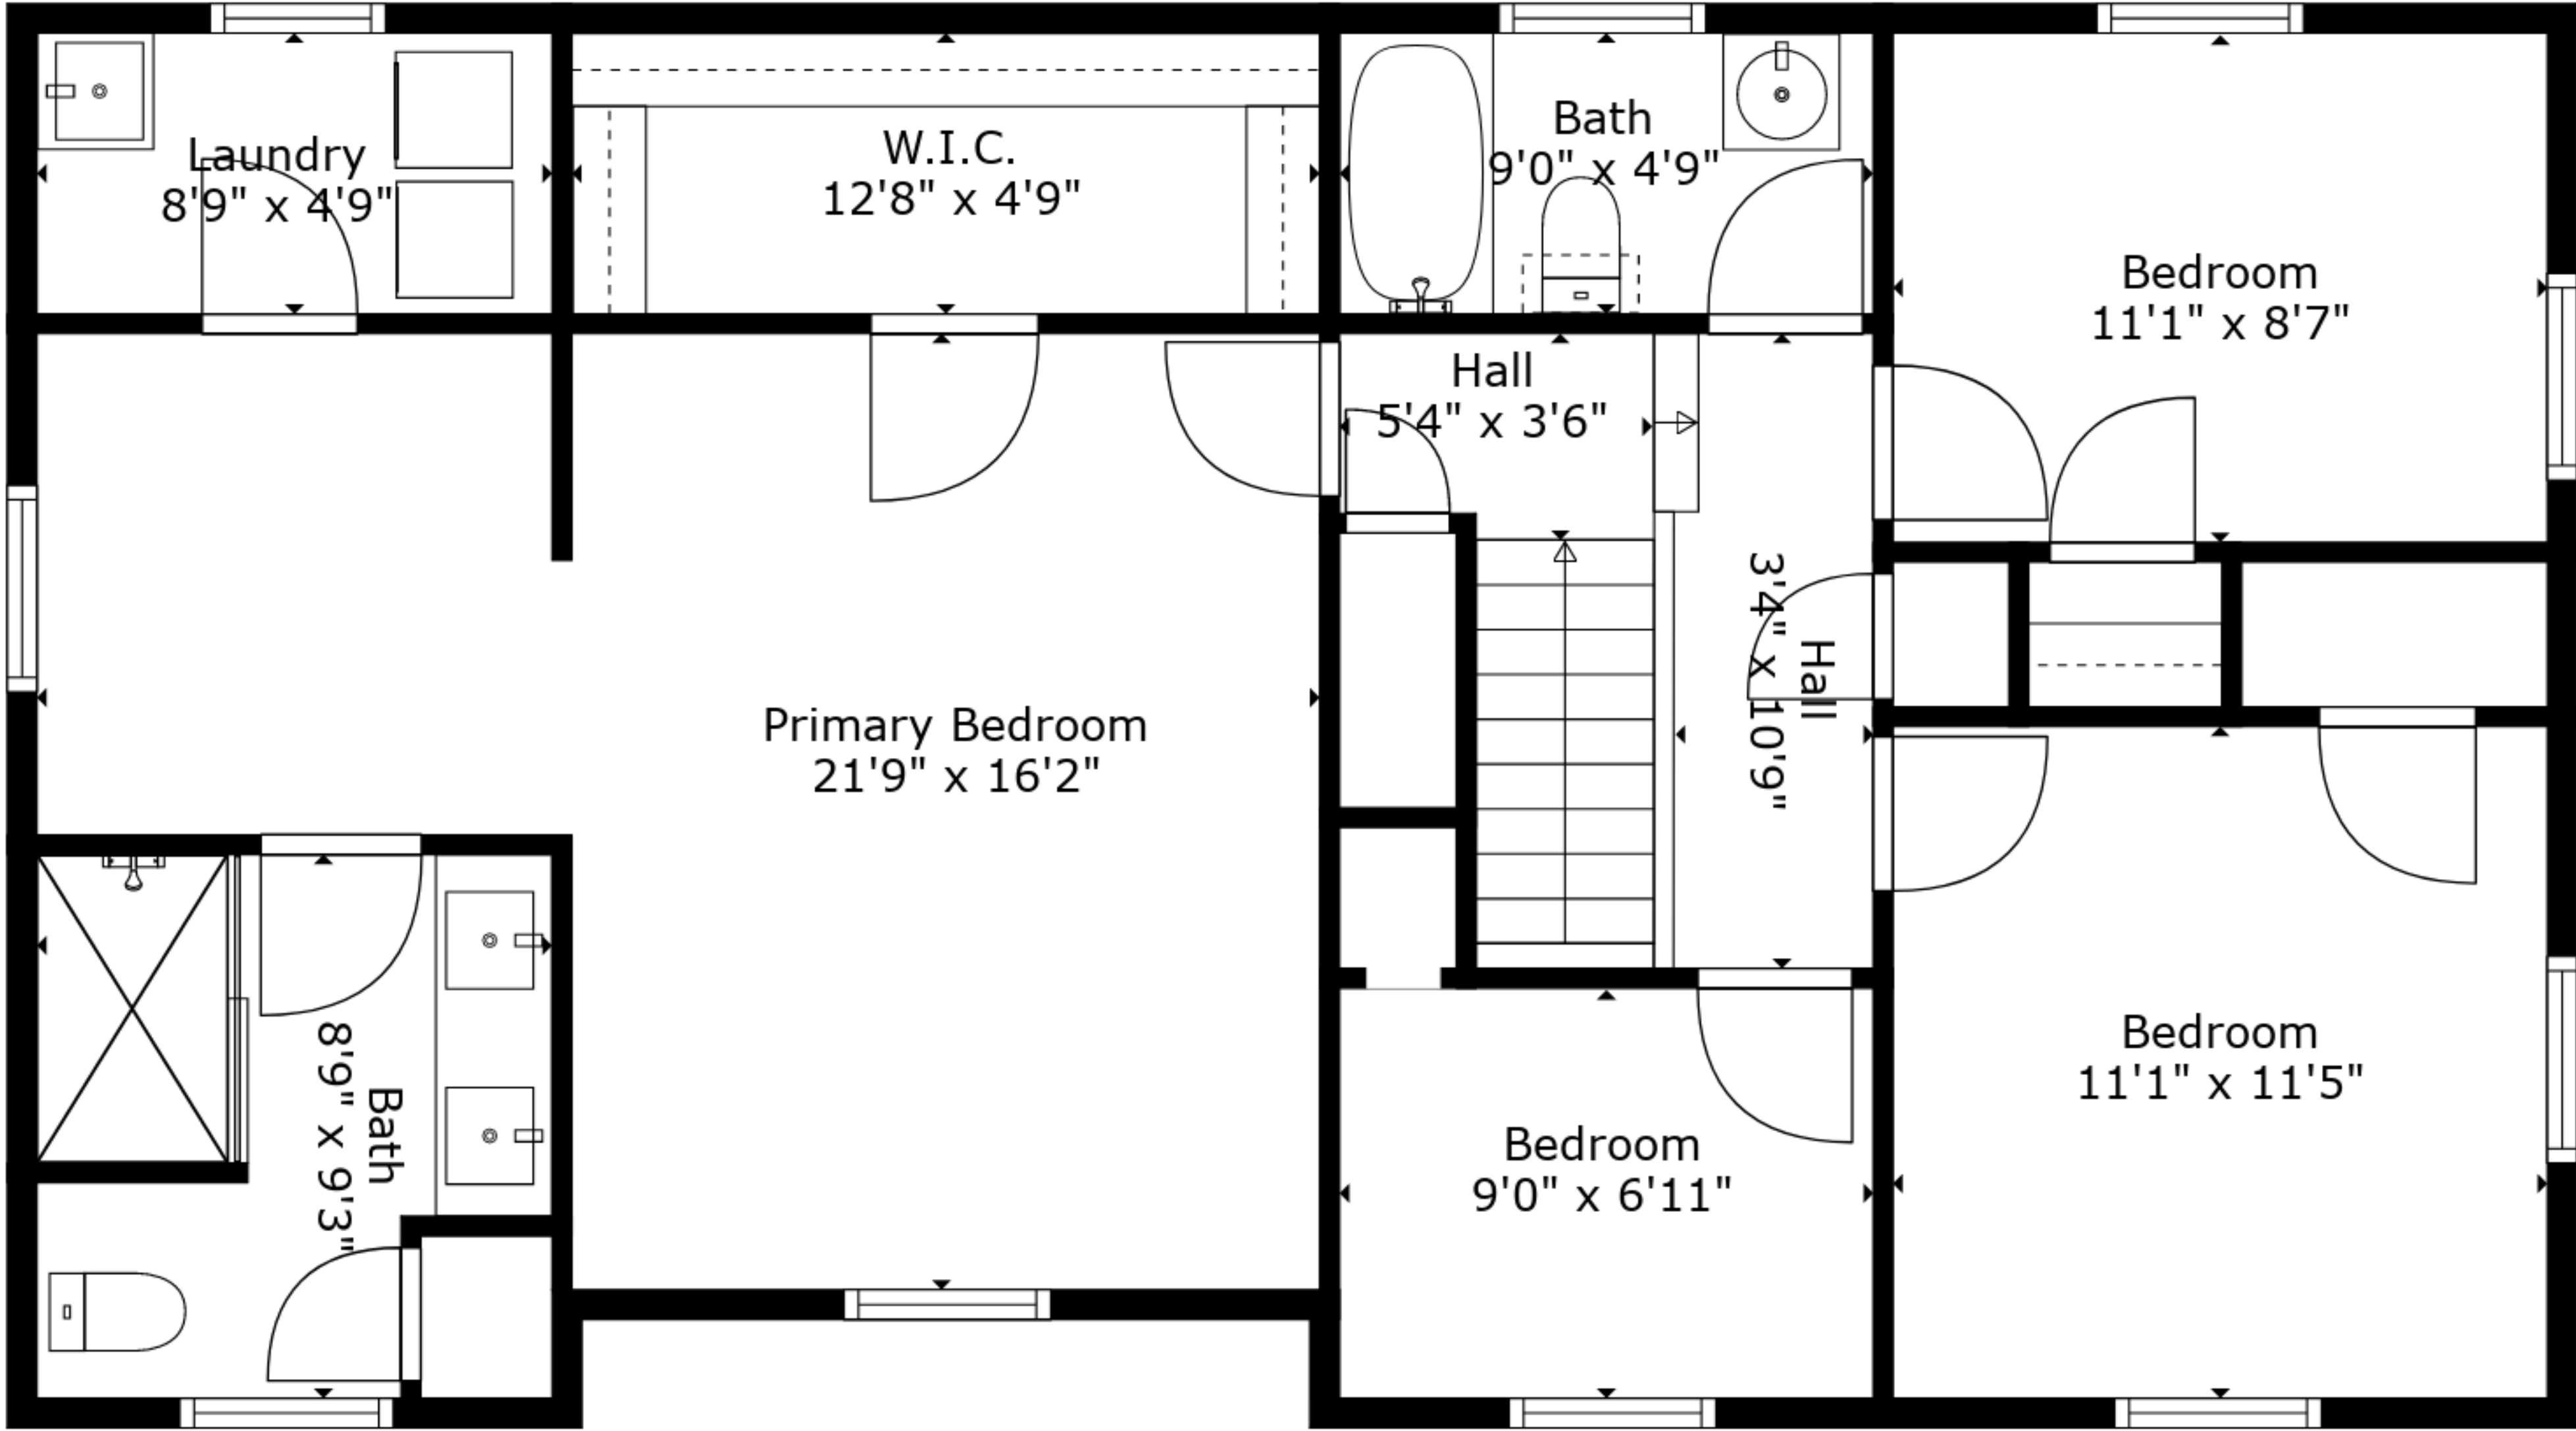 Laundry
8'9" x 4'9"
W.I.C.
12'8" x 4'9"
Bath
9'0" x 4'9"
Bedroom
11'1" x 8'7"
Hall
5'4" x 3'6"
Hall
3'4" x 10'9"
Primary Bedroom
21'9" x 16'2"
Bath
8'9" x 9'3"
Bedroom
9'0" x 6'11"
Bedroom
11'1" x 11'5"